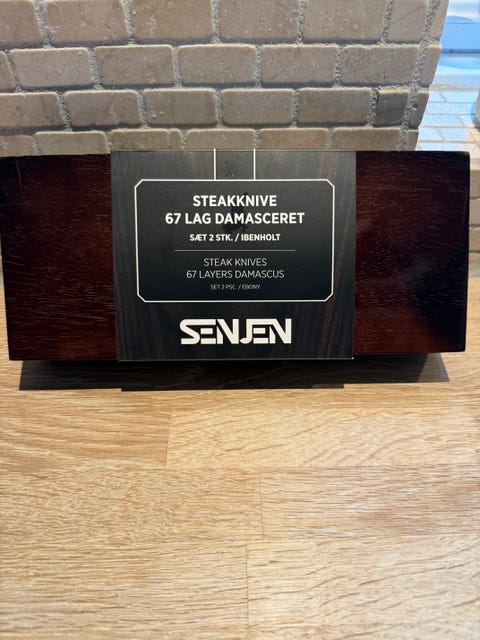 STEAKKNIVE
67 LAG DAMASCERET
SÆT 2 STK. / IBENHOLT
STEAK KNIVES
67 LAYERS DAMASCUS
SET 2 PSC / EBONY
SENJEN